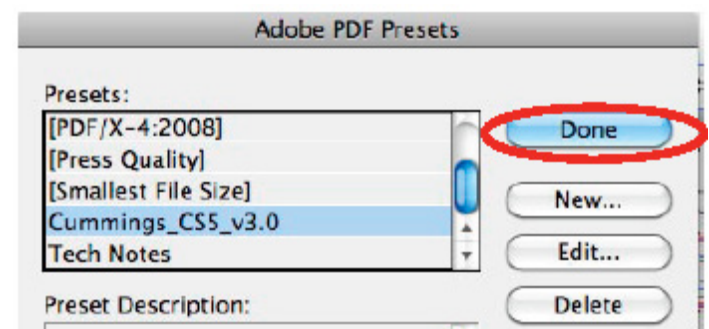 Adobe PDF Presets
Presets:
[PDF/X-4:2008]
[Press Quality]
[Smallest File Size]
Cummings_CS5_v3.0
Tech Notes
Done
New...
Edit...
Delete
Preset Description: